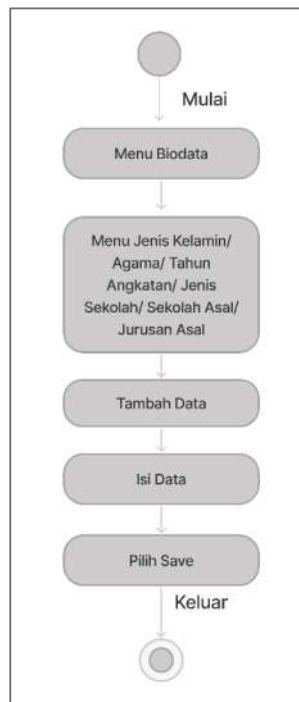 Mulai
Menu Biodata
Menu Jenis Kelamin/
Agama/ Tahun
Angkatan/ Jenis
Sekolah/ Sekolah Asal/
Jurusan Asal
Tambah Data
Isi Data
Pilih Save
Keluar